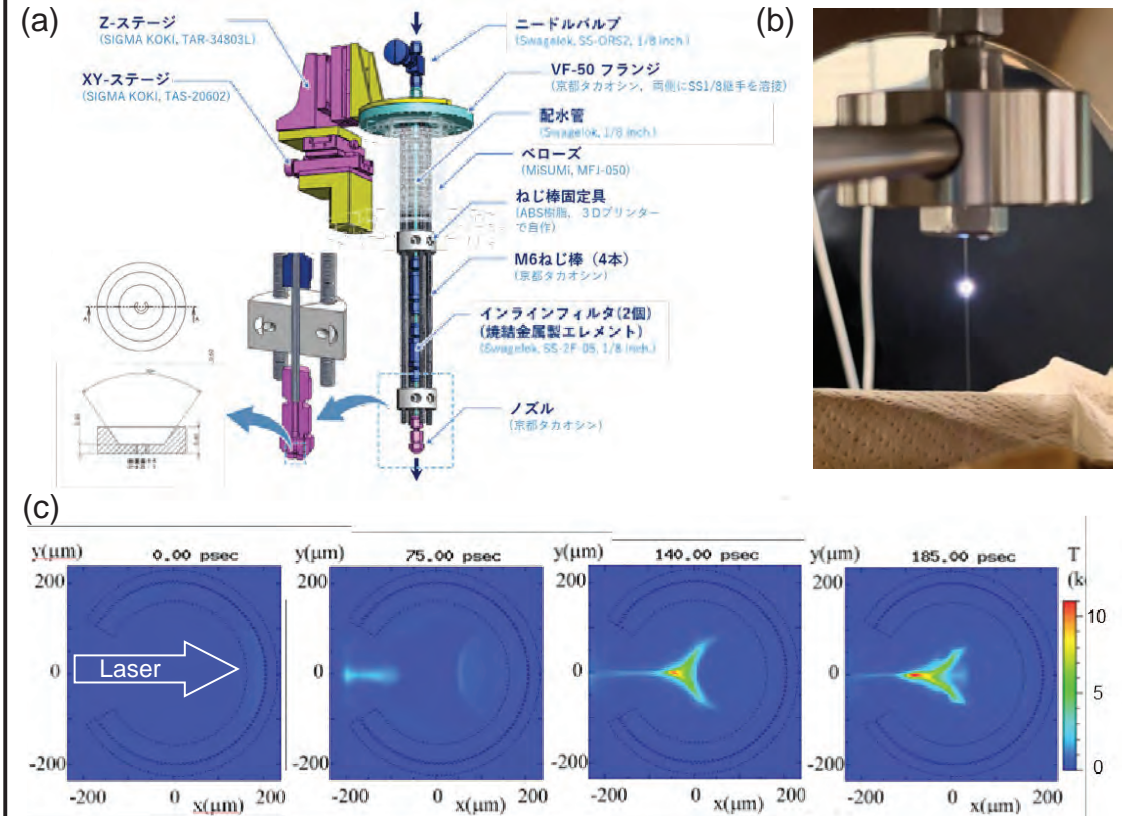 (a)
Z-ステージ
(SIGMA KOKI, TAR-34803L)
XY-ステージ
(SIGMA KOKI, TAS-20602)
ニードルバルブ
(Swagelok, SS-ORS2, 1/8 inch.)
VF-50 フランジ
(京都タカオシン, 両側にSS1/8継手を溶接)
配水管
(Swagelok, 1/8 inch.)
ベローズ
(MiSUMi, MFJ-050)
ねじ棒固定具
(ABS樹脂, 3Dプリンター
で自作)
M6ねじ棒(4本)
(京都タカオシン)
インラインフィルタ(2個)
(焼結金属製エレメント)
(Swagelok, SS-2F-05, 1/8 inch.)
ノズル
(京都タカオシン)
A A
(b)
(c)
y(μm) 0.00 psec y(μm) 75.00 psec y(μm) 140.00 psec y(μm) 185.00 psec T
(k
200 200 200 200 10
Laser
0 0 0 0 5
-200 -200 -200 -200 0
-200 0 200 -200 0 200 -200 0 200 -200 0 200
x(μm) x(μm) x(μm) x(μm)